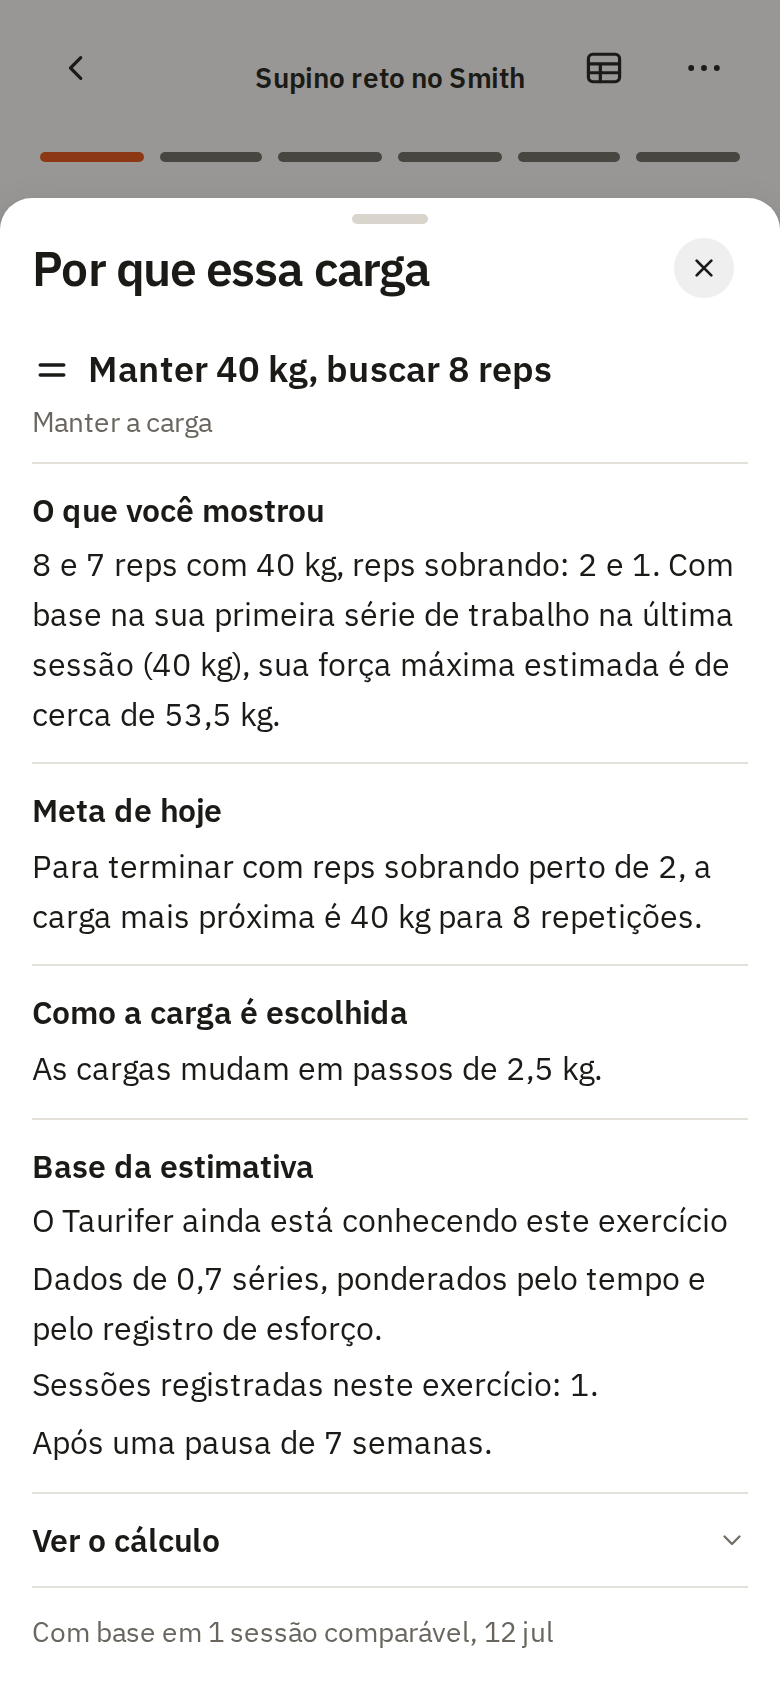 Supino reto no Smith
Por que essa carga
= Manter 40 kg, buscar 8 reps
Manter a carga
O que você mostrou
8 e 7 reps com 40 kg, reps sobrando: 2 e 1. Com
base na sua primeira série de trabalho na última
sessão (40 kg), sua força máxima estimada é de
cerca de 53,5 kg.
Meta de hoje
Para terminar com reps sobrando perto de 2, a
carga mais próxima é 40 kg para 8 repetições.
Como a carga é escolhida
As cargas mudam em passos de 2,5 kg.
Base da estimativa
O Taurifer ainda está conhecendo este exercício
Dados de 0,7 séries, ponderados pelo tempo e
pelo registro de esforço.
Sessões registradas neste exercício: 1.
Após uma pausa de 7 semanas.
Ver o cálculo
Com base em 1 sessão comparável, 12 jul